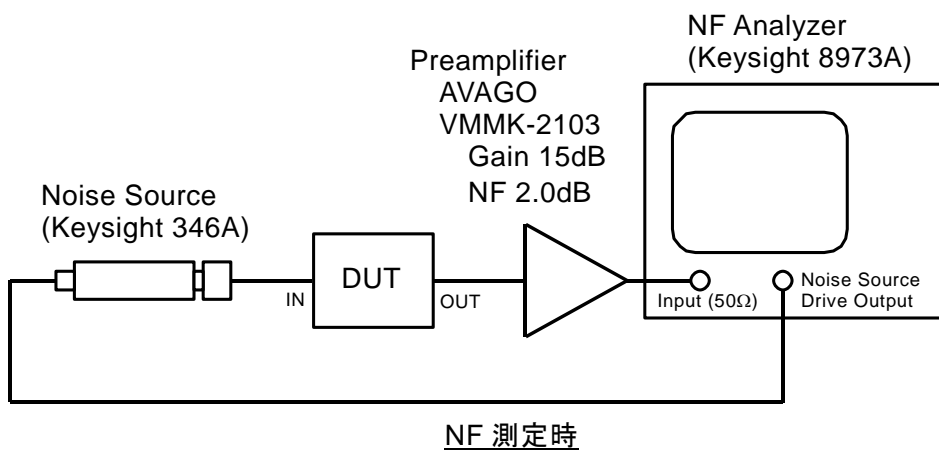 NF Analyzer
(Keysight 8973A)
Preamplifier
AVAGO
VMMK-2103
Gain 15dB
NF 2.0dB
Noise Source
(Keysight 346A)
DUT
IN
OUT
Input (50Ω)
Noise Source
Drive Output
NF 測定時